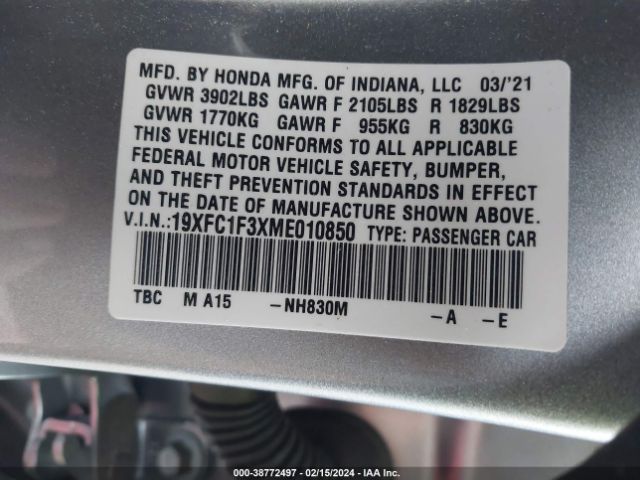 MFD. BY HONDA MFG. OF INDIANA, LLC 03/'21
GVWR 3902LBS GAWR F 2105LBS R 1829LBS
GVWR 1770KG GAWR F 955KG R 830KG
THIS VEHICLE CONFORMS TO ALL APPLICABLE
FEDERAL MOTOR VEHICLE SAFETY, BUMPER,
AND THEFT PREVENTION STANDARDS IN EFFECT
ON THE DATE OF MANUFACTURE SHOWN ABOVE.
V.I.N.:19XFC1F3XME010850 TYPE: PASSENGER CAR
TBC M A15 -NH830M -A -E
000-38772497 - 02/15/2024 - IAA Inc.